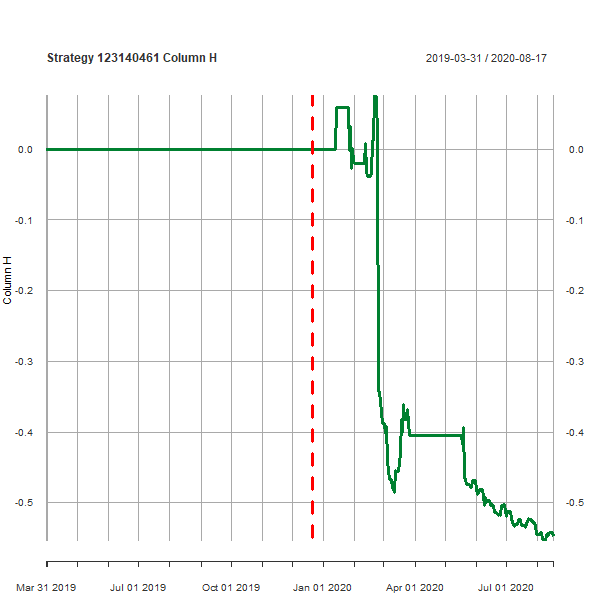 Strategy 123140461 Column H
2019-03-31 / 2020-08-17
0.0 0.0
-0.1 -0.1
-0.2 -0.2
-0.3 -0.3
-0.4 -0.4
-0.5 -0.5
Column H
Mar 31 2019 Jul 01 2019 Oct 01 2019 Jan 01 2020 Apr 01 2020 Jul 01 2020